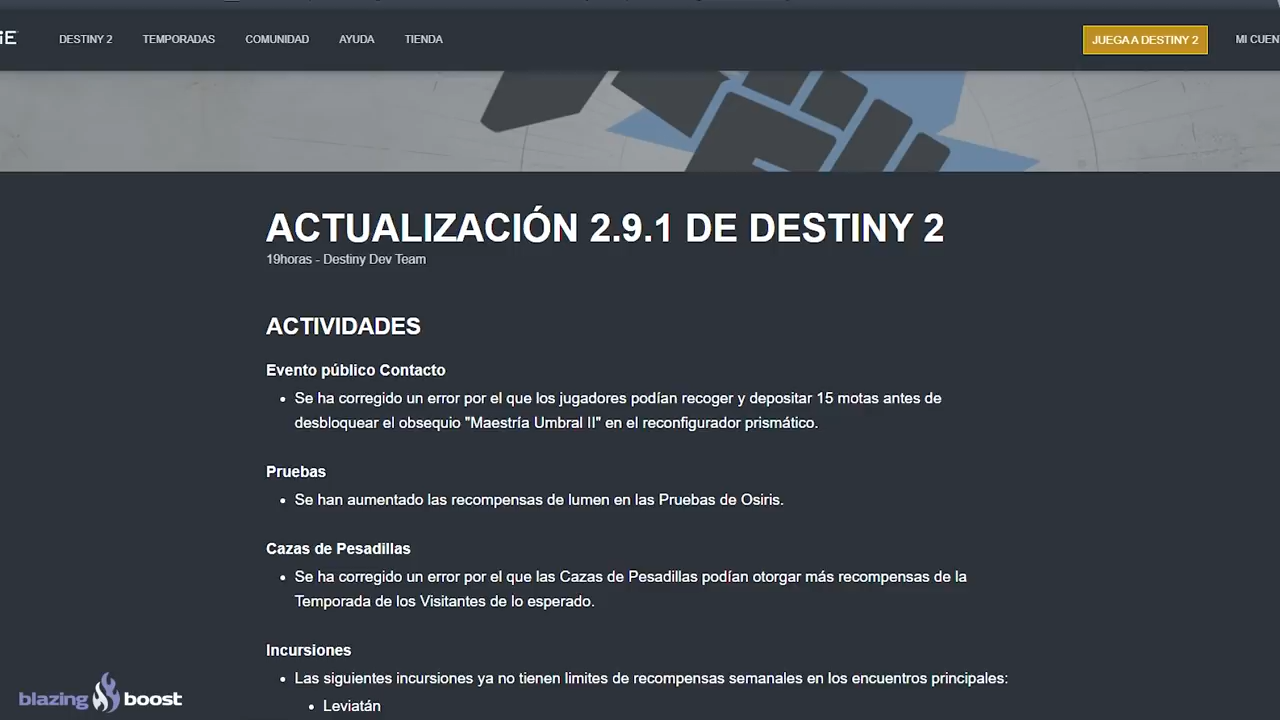 DESTINY 2 TEMPORADAS COMUNIDAD AYUDA TIENDA JUEGA A DESTINY 2 MI CUEN
ACTUALIZACIÓN 2.9.1 DE DESTINY 2
19horas - Destiny Dev Team
ACTIVIDADES
Evento público Contacto
• Se ha corregido un error por el que los jugadores podían recoger y depositar 15 motas antes de
desbloquear el obsequio "Maestría Umbral II" en el reconfigurador prismático.
Pruebas
• Se han aumentado las recompensas de lumen en las Pruebas de Osiris.
Cazas de Pesadillas
• Se ha corregido un error por el que las Cazas de Pesadillas podían otorgar más recompensas de la
Temporada de los Visitantes de lo esperado.
Incursiones
• Las siguientes incursiones ya no tienen limites de recompensas semanales en los encuentros principales:
• Leviatán
blazing boost